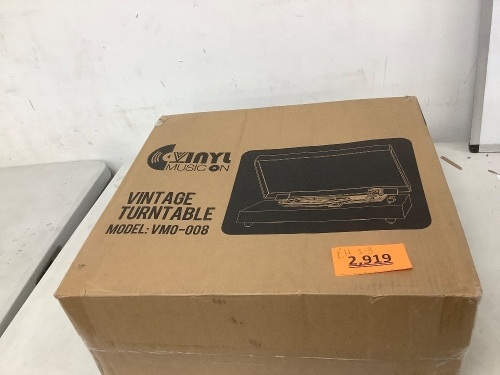 VINYL
MUSIC ON
VINTAGE
TURNTABLE
MODEL: VMO-008
2,919